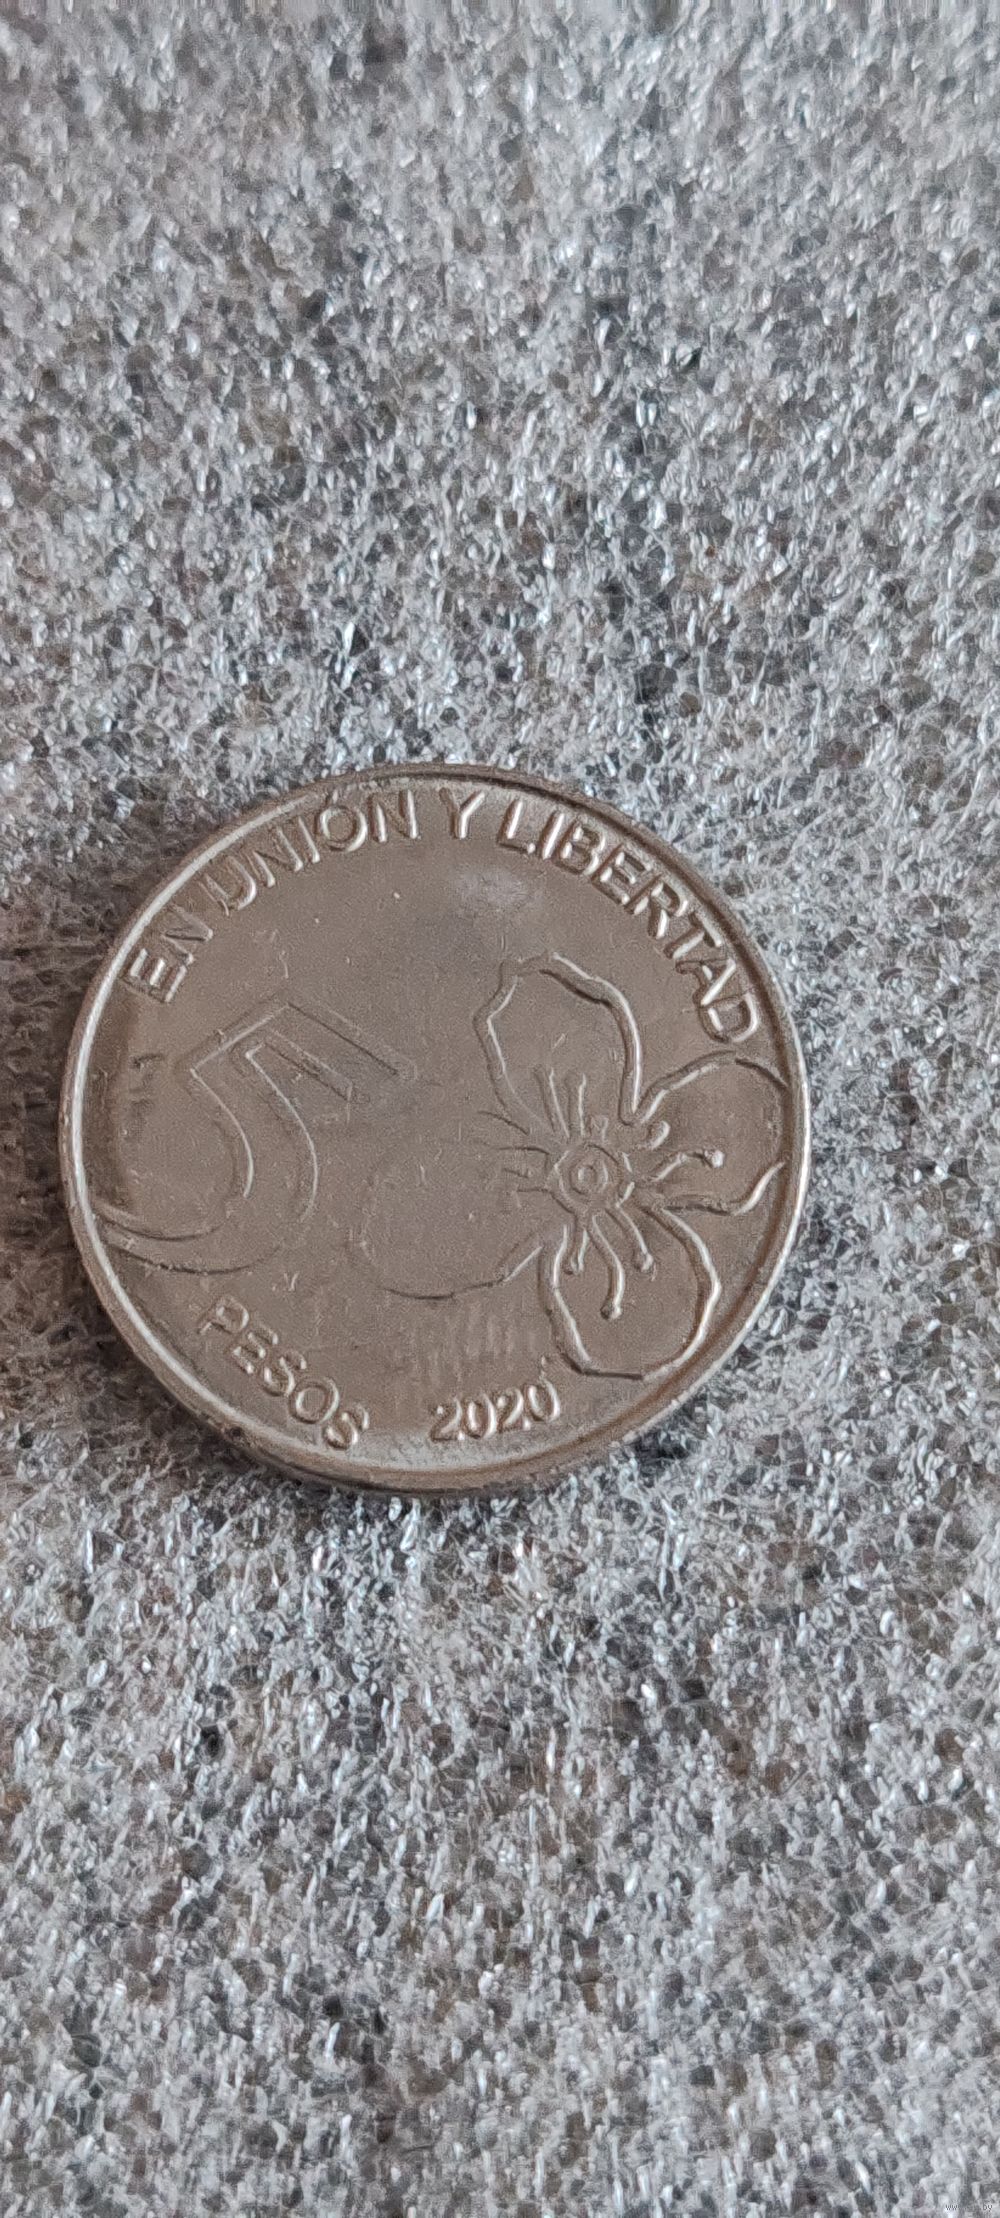 EN UNIÓN Y LIBERTAD
5
PESOS 2020